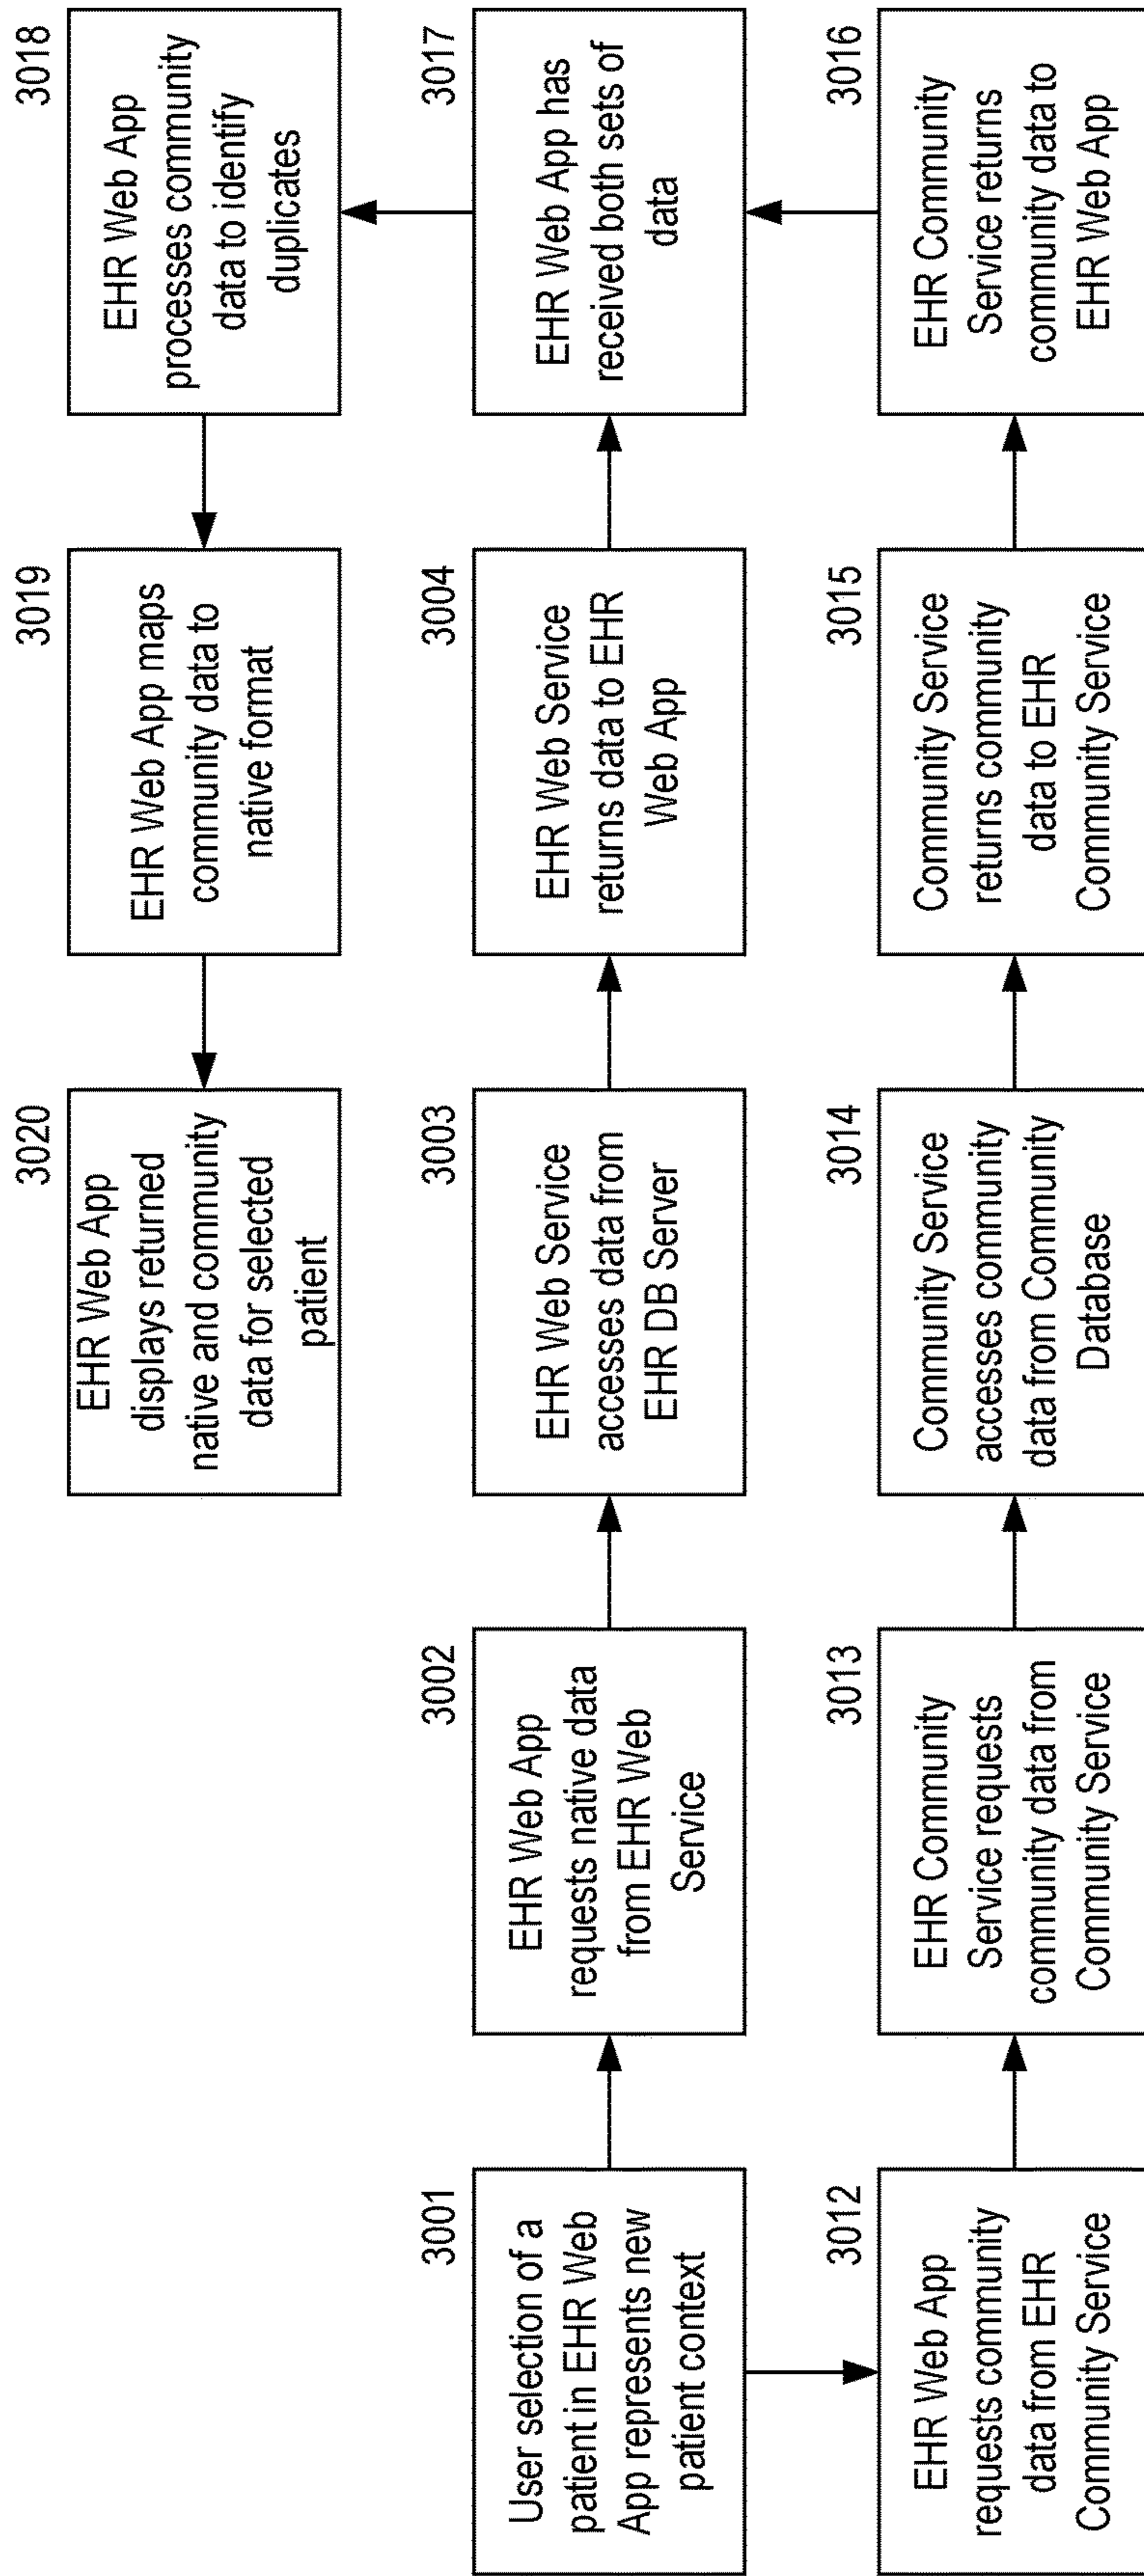 3001
User selection of a
patient in EHR Web
App represents new
patient context
3002
EHR Web App
requests native data
from EHR Web
Service
3003
EHR Web Service
accesses data from
EHR DB Server
3004
EHR Web Service
returns data to EHR
Web App
3012
EHR Web App
requests community
data from EHR
Community Service
3013
EHR Community
Service requests
community data from
Community Service
3014
Community Service
accesses community
data from Community
Database
3015
Community Service
returns community
data to EHR
Community Service
3016
EHR Community
Service returns
community data to
EHR Web App
3017
EHR Web App has
received both sets of
data
3018
EHR Web App
processes community
data to identify
duplicates
3019
EHR Web App maps
community data to
native format
3020
EHR Web App
displays returned
native and community
data for selected
patient